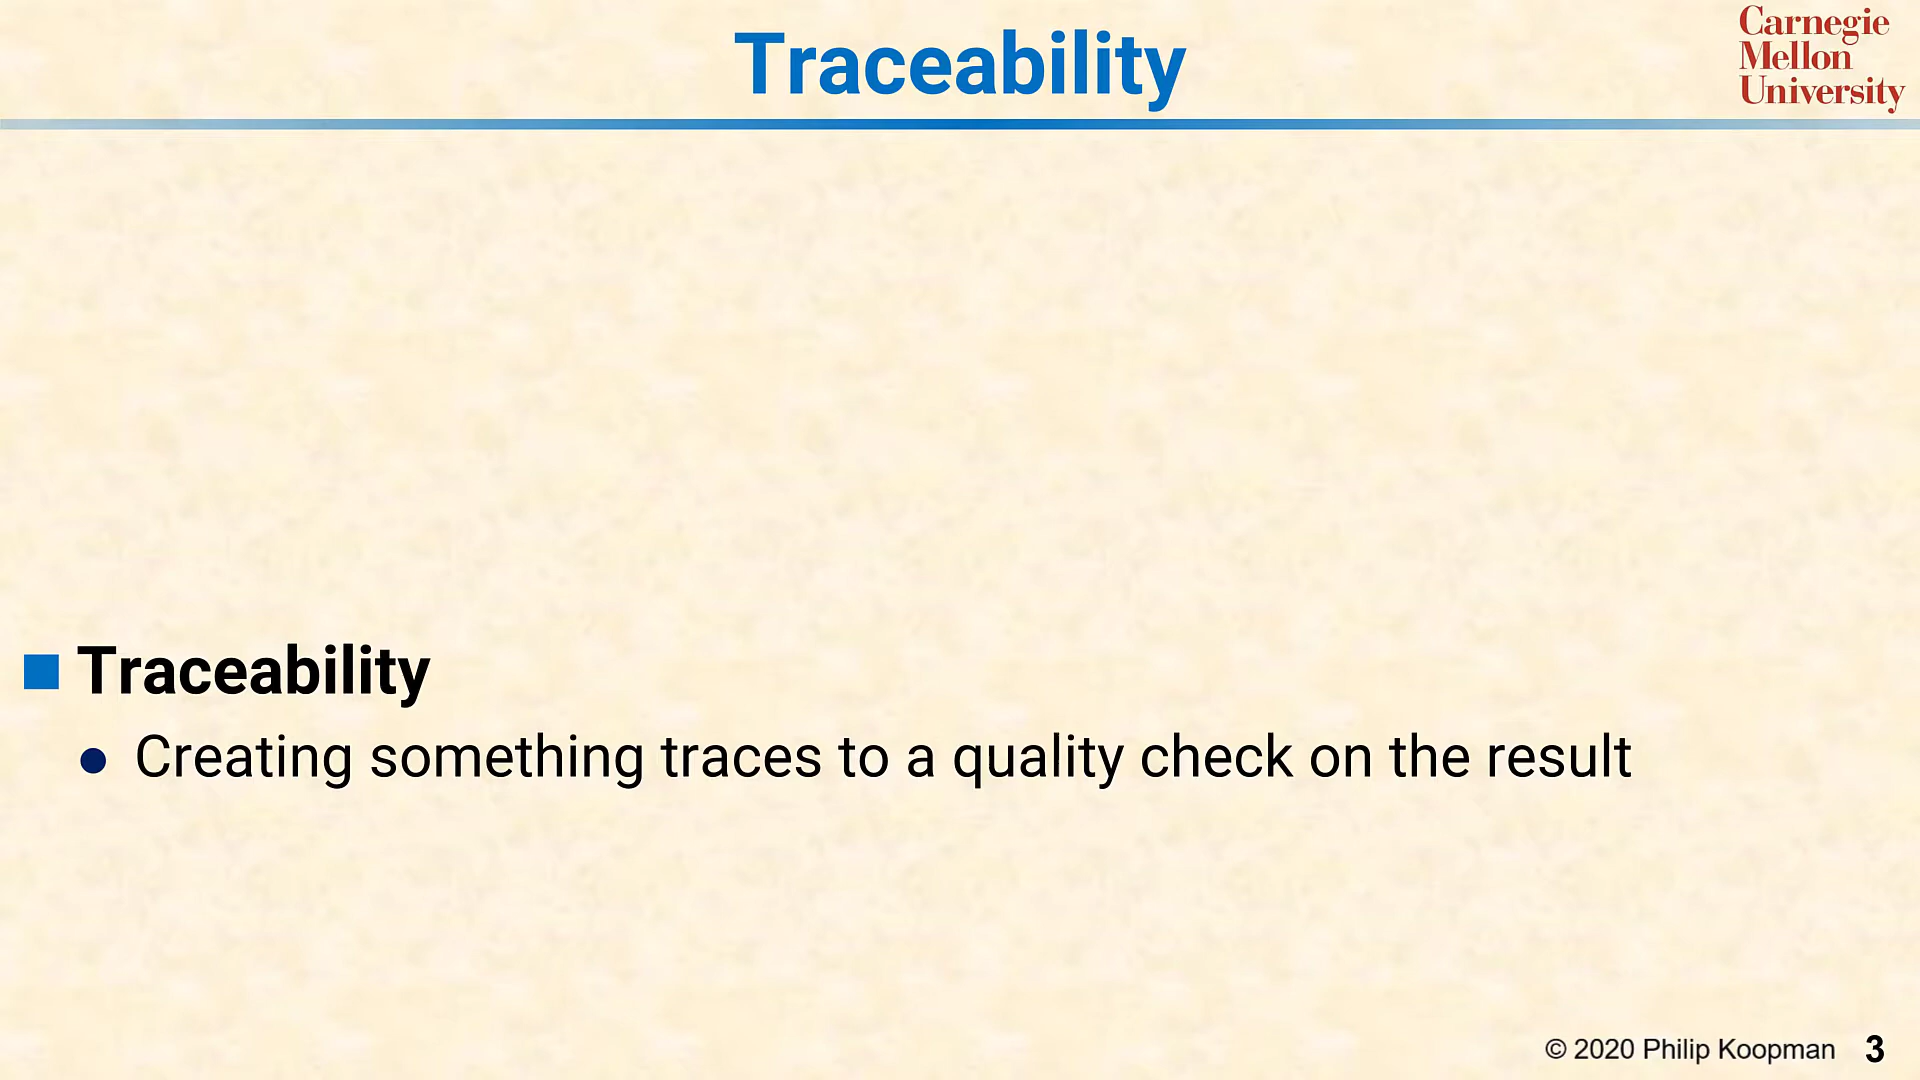 Traceability
Carnegie
Mellon
University
Traceability
Creating something traces to a quality check on the result
© 2020 Philip Koopman 3